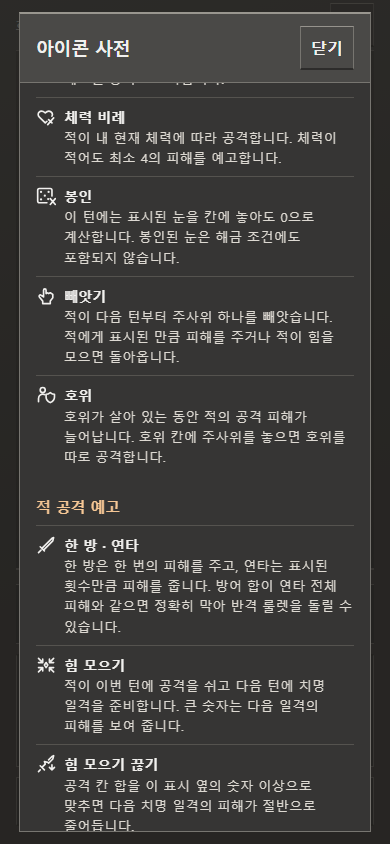 아이콘 사전
닫기
체력 비례
적이 내 현재 체력에 따라 공격합니다. 체력이
적어도 최소 4의 피해를 예고합니다.
봉인
이 턴에는 표시된 눈을 칸에 놓아도 0으로
계산합니다. 봉인된 눈은 해금 조건에도
포함되지 않습니다.
빼앗기
적이 다음 턴부터 주사위 하나를 빼앗습니다.
적에게 표시된 만큼 피해를 주거나 적이 힘을
모으면 돌아옵니다.
호위
호위가 살아 있는 동안 적의 공격 피해가
늘어납니다. 호위 칸에 주사위를 놓으면 호위를
따로 공격합니다.
적 공격 예고
한 방 · 연타
한 방은 한 번의 피해를 주고, 연타는 표시된
횟수만큼 피해를 줍니다. 방어 합이 연타 전체
피해와 같으면 정확히 막아 반격 룰렛을 돌릴 수
있습니다.
힘 모으기
적이 이번 턴에 공격을 쉬고 다음 턴에 치명
일격을 준비합니다. 큰 숫자는 다음 일격의
피해를 보여 줍니다.
힘 모으기 끊기
공격 칸 합을 이 표시 옆의 숫자 이상으로
맞추면 다음 치명 일격의 피해가 절반으로
줄어듭니다.